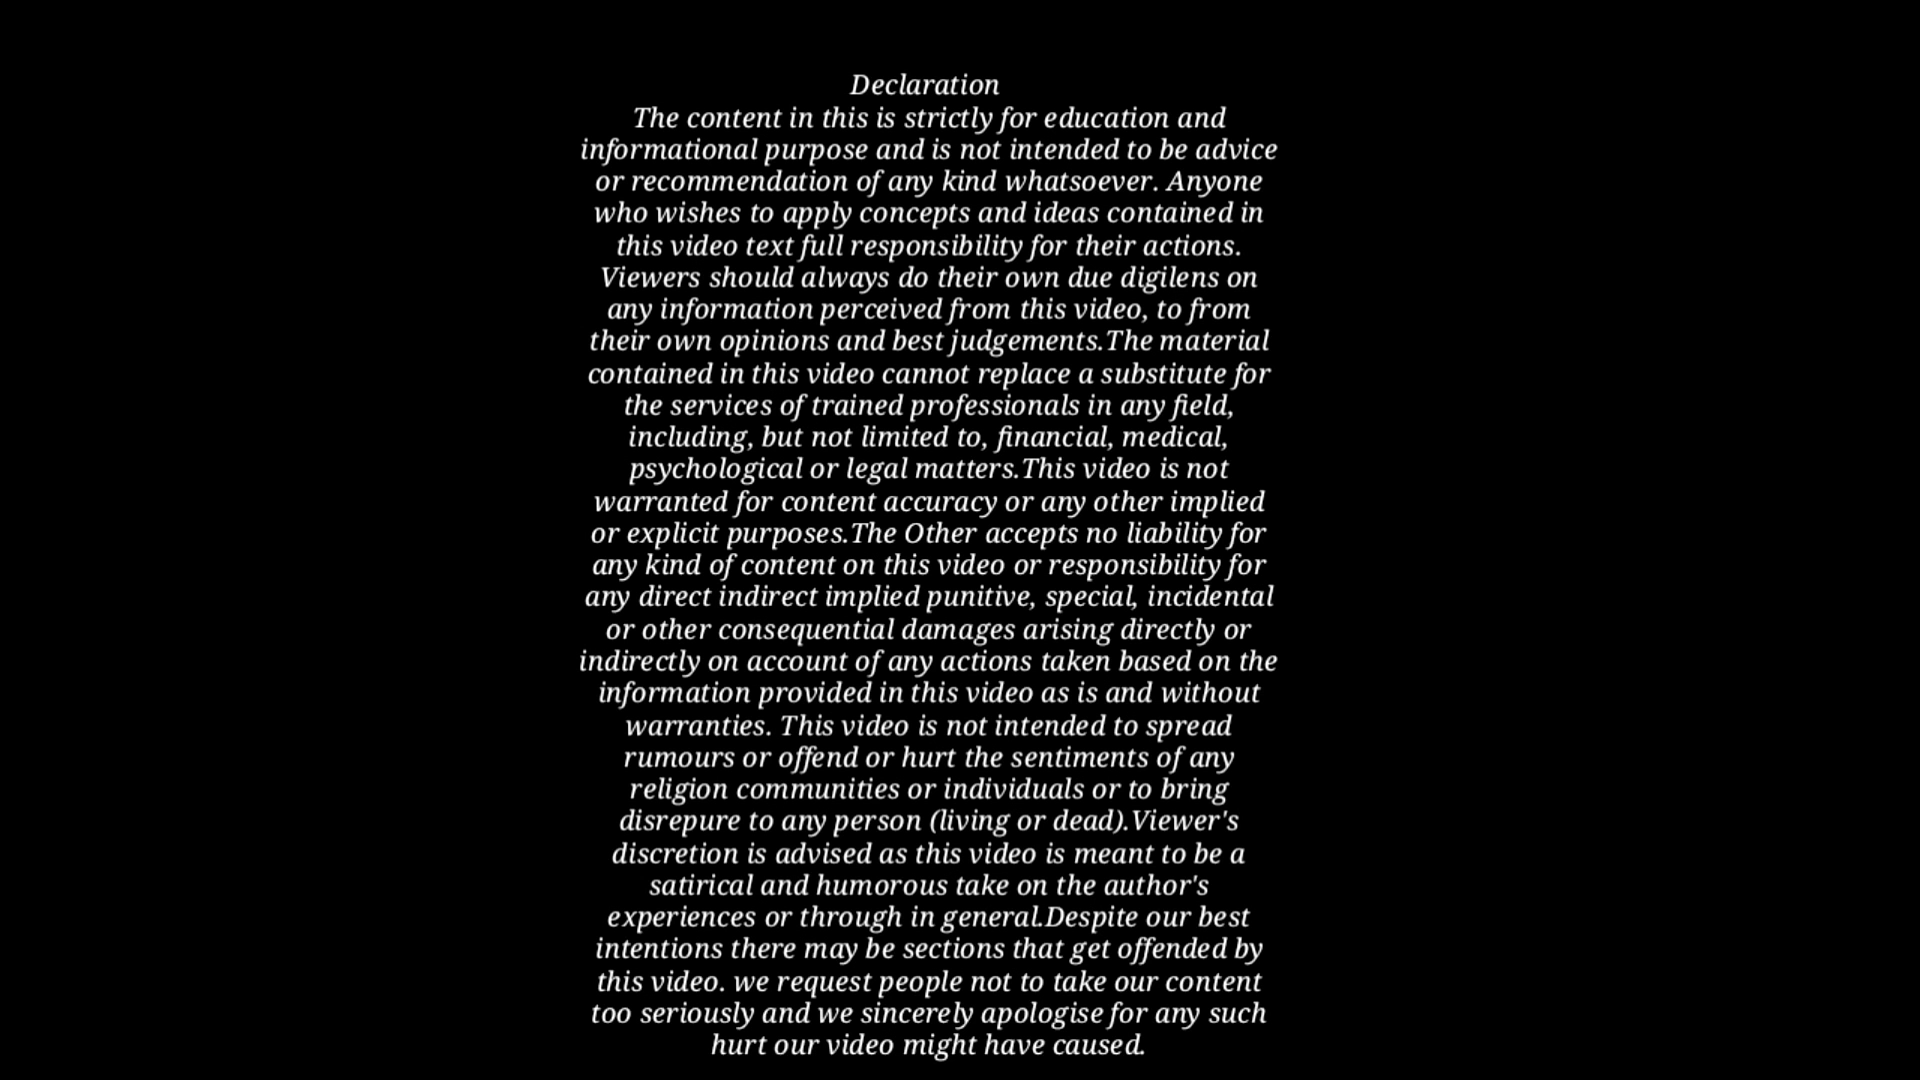 Declaration
The content in this is strictly for education and
informational purpose and is not intended to be advice
or recommendation of any kind whatsoever. Anyone
who wishes to apply concepts and ideas contained in
this video text full responsibility for their actions.
Viewers should always do their own due digilens on
any information perceived from this video, to from
their own opinions and best judgements.The material
contained in this video cannot replace a substitute for
the services of trained professionals in any field,
including, but not limited to, financial, medical,
psychological or legal matters.This video is not
warranted for content accuracy or any other implied
or explicit purposes.The Other accepts no liability for
any kind of content on this video or responsibility for
any direct indirect implied punitive, special, incidental
or other consequential damages arising directly or
indirectly on account of any actions taken based on the
information provided in this video as is and without
warranties. This video is not intended to spread
rumours or offend or hurt the sentiments of any
religion communities or individuals or to bring
disrepure to any person (living or dead).Viewer's
discretion is advised as this video is meant to be a
satirical and humorous take on the author's
experiences or through in general.Despite our best
intentions there may be sections that get offended by
this video. we request people not to take our content
too seriously and we sincerely apologise for any such
hurt our video might have caused.